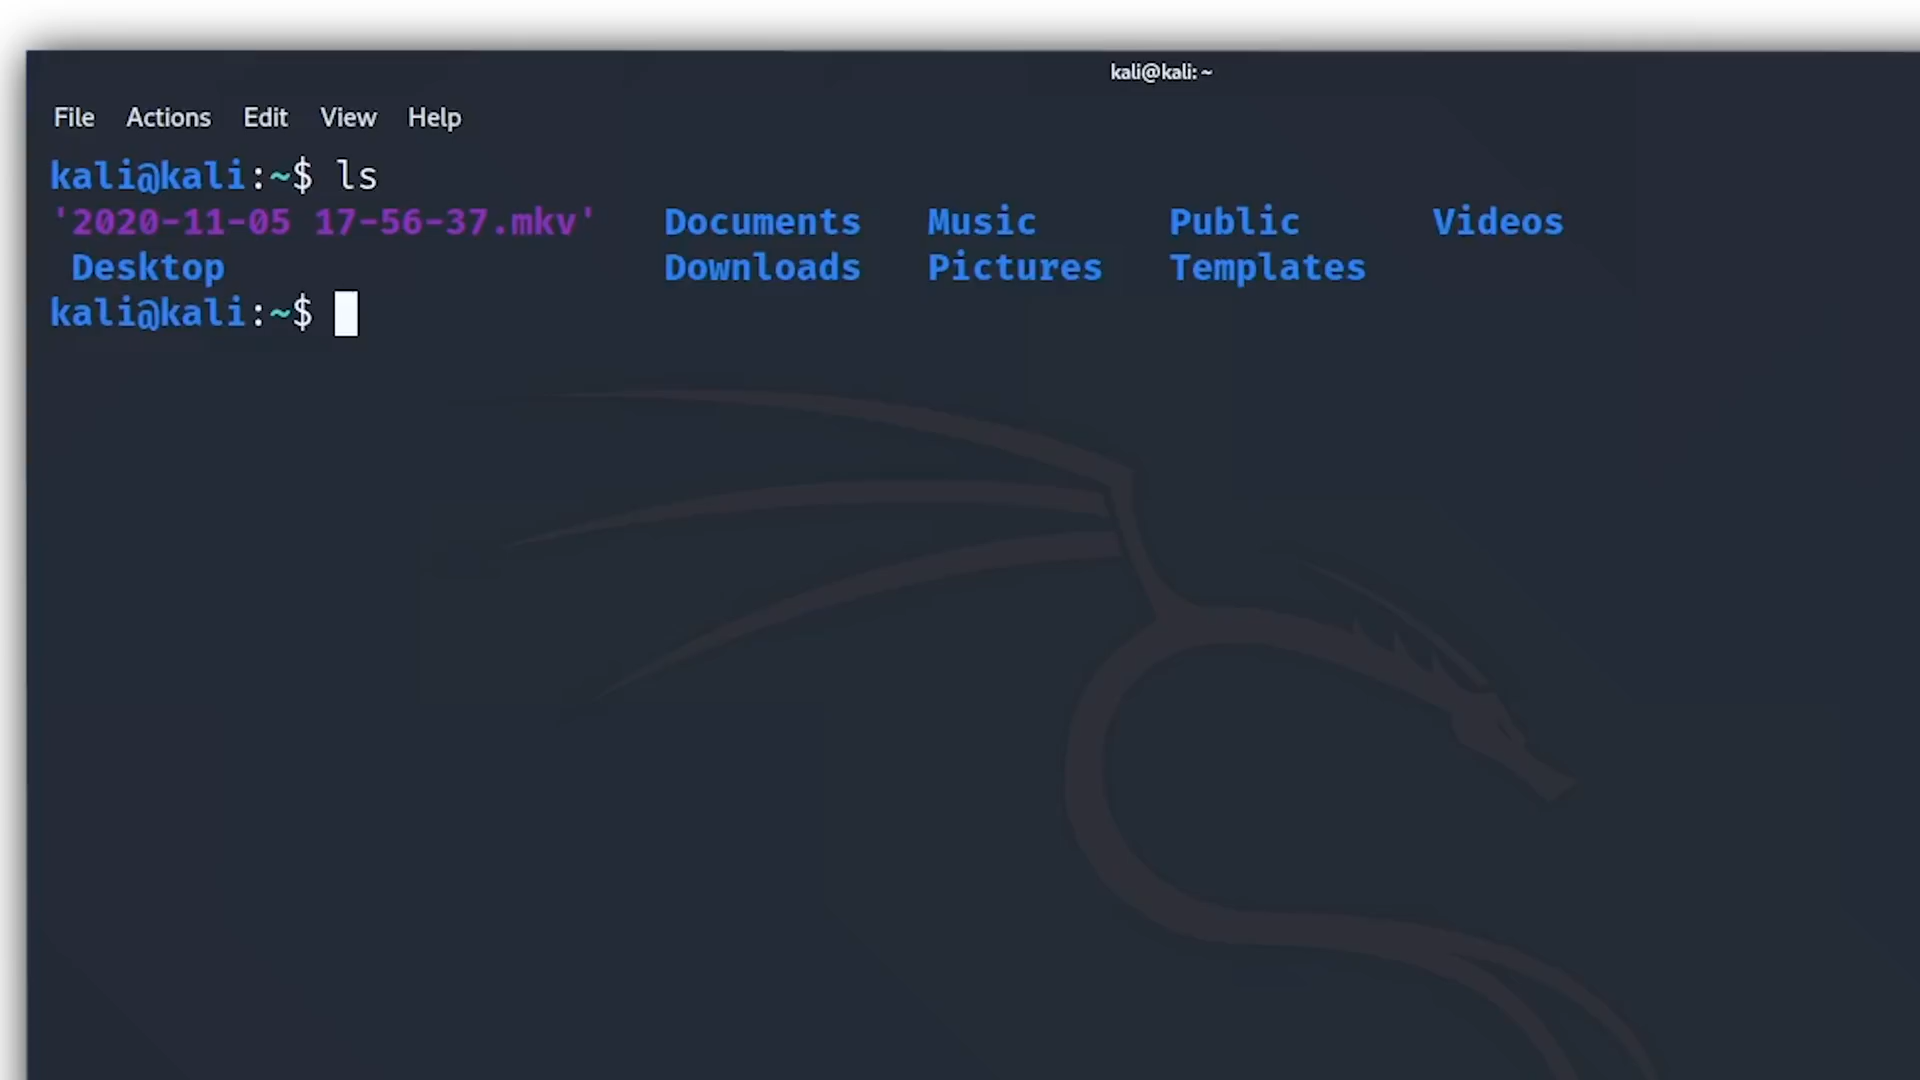 kali@kali: ~
File Actions Edit View Help
kali@kali:~$ ls
'2020-11-05 17-56-37.mkv' Documents Music Public Videos
Desktop Downloads Pictures Templates
kali@kali:~$